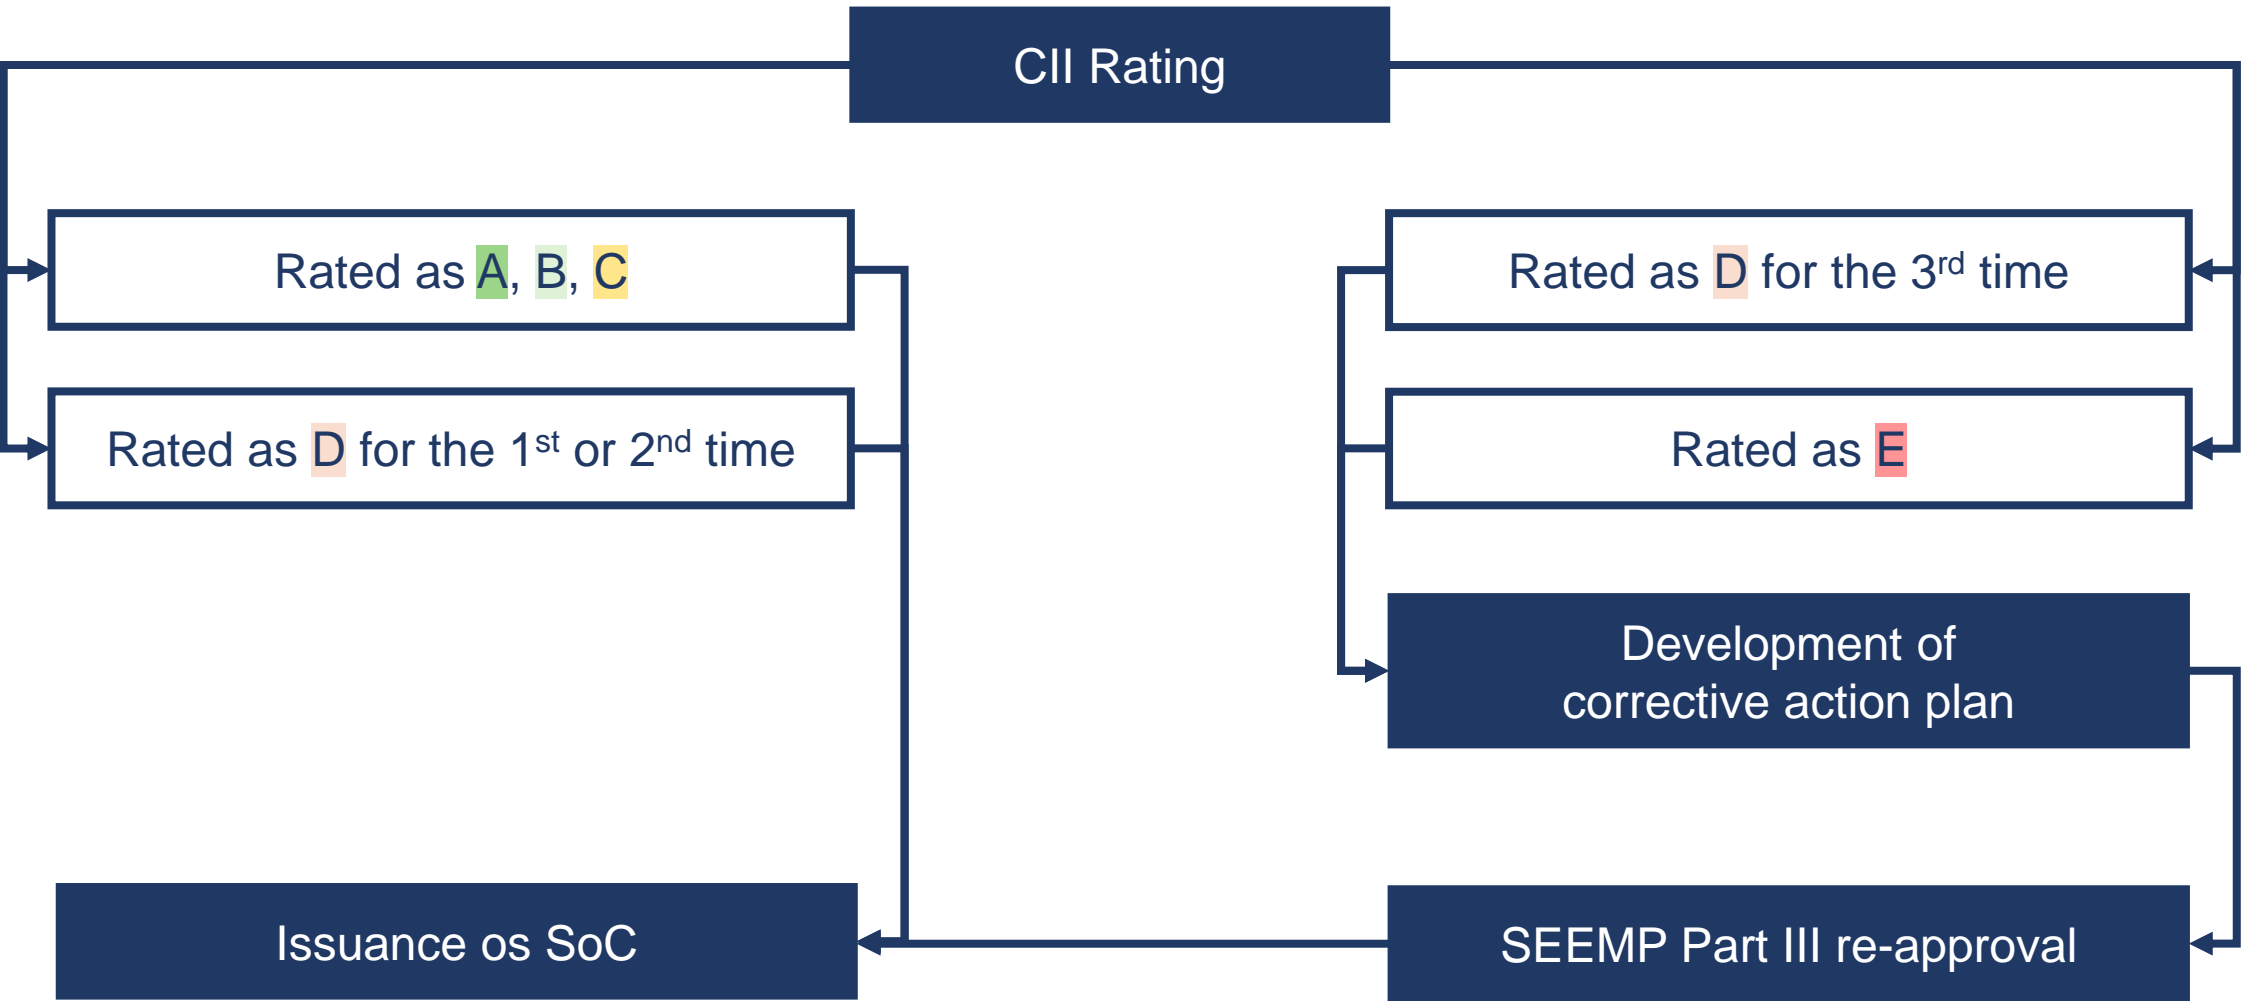 CII Rating
Rated as A, B, C
Rated as D for the 3rd time
Rated as D for the 1st or 2nd time
Rated as E
Development of
corrective action plan
Issuance os SoC
SEEMP Part III re-approval